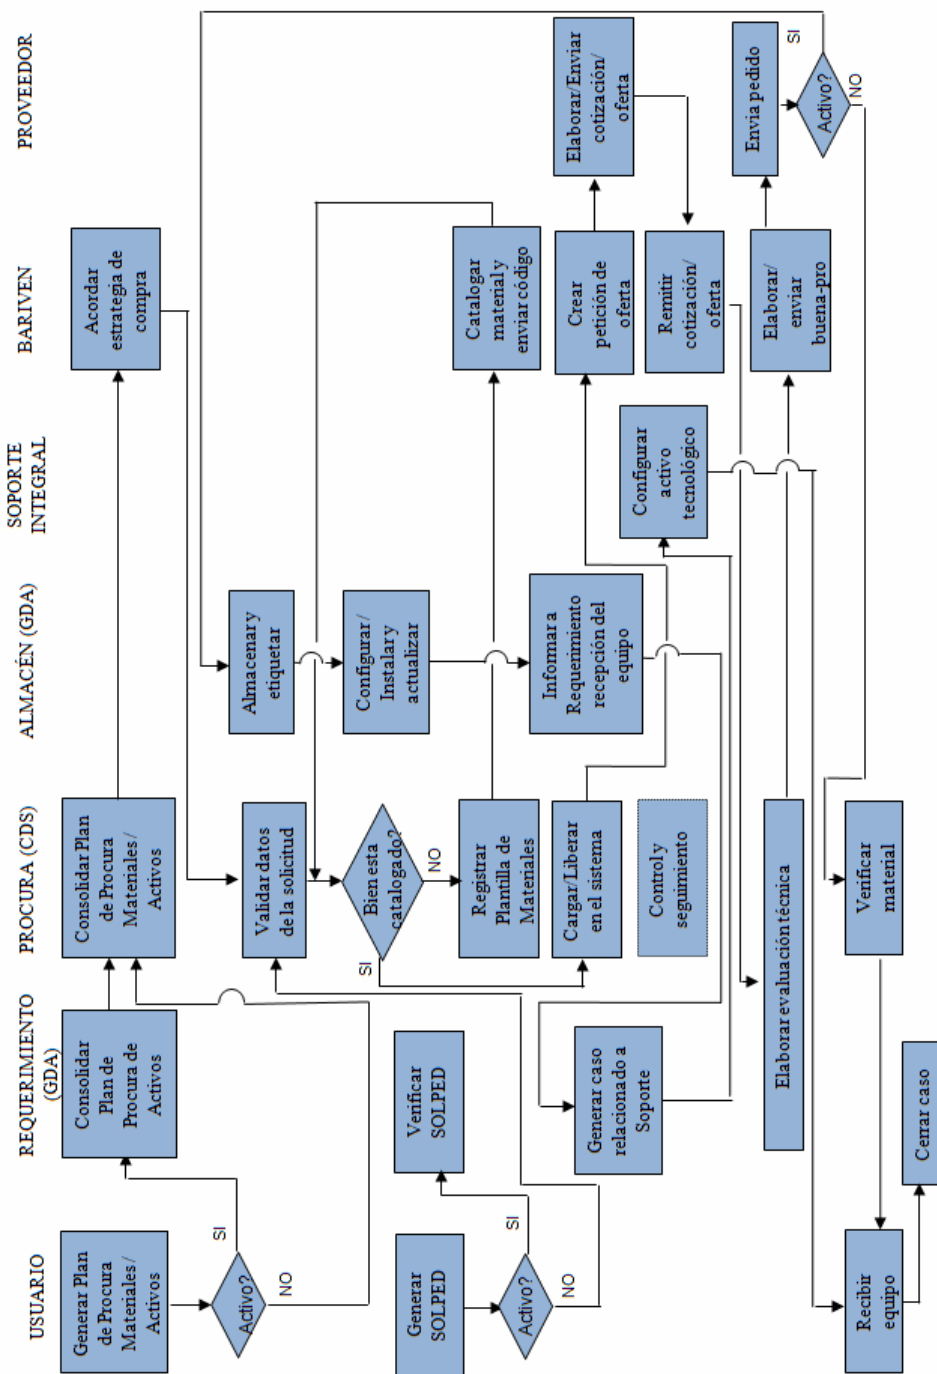 USUARIO
REQUERIMIENTO
(GDA)
PROCURA (CDS)
ALMACÉN (GDA)
SOPORTE
INTEGRAL
BARIVEN
PROVEEDOR
Generar Plan
de Procura
Materiales /
Activos
Activo?
SI
NO
Consolidar
Plan de
Procura de
Activos
Consolidar Plan
de Procura
Materiales /
Activos
Acordar
estrategia de
compra
Generar
SOLPED
Activo?
SI
NO
Verificar
SOLPED
Validar datos
de la solicitud
Bien esta
catalogado?
SI
NO
Registrar
Plantilla de
Materiales
Cargar/Liberar
en el sistema
Control y
seguimiento
Almacenar y
etiquetar
Configurar /
Instalar y
actualizar
Informar a
Requerimiento
recepción del
equipo
Generar caso
relacionado a
Soporte
Configurar
activo
tecnológico
Catalogar
material y
enviar código
Crear
petición de
oferta
Elaborar/Enviar
cotización/
oferta
Remitir
cotización/
oferta
Elaborar evaluación técnica
Elaborar/
enviar
buena-pro
Envia pedido
Activo?
SI
NO
Verificar
material
Recibir
equipo
Cerrar caso